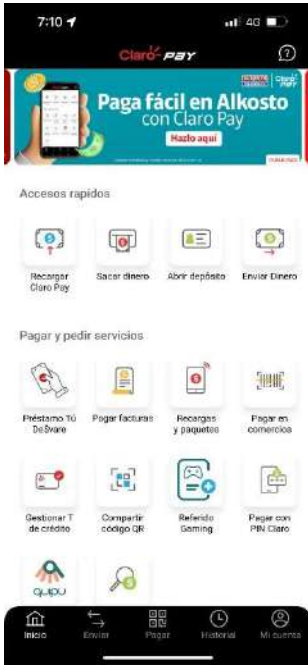 7:10
4G
Claro- pay
Paga fácil en Alkosto
con Claro Pay
Hazlo aquí
Accesos rapidos
Recargar
Claro Pay
Sacar dinero
Abrir depósito
Enviar Dinero
Pagar y pedir servicios
Préstamo Tú
DeSvare
Pagar facturas
Recargas
y paquetes
Pagar en
comercios
Gestionar T
de crédito
Compartir
código QR
Referido
Gaming
Pagar con
PIN Claro
quipu
Inicio
Enviar
Pagar
Historial
Mi cuenta